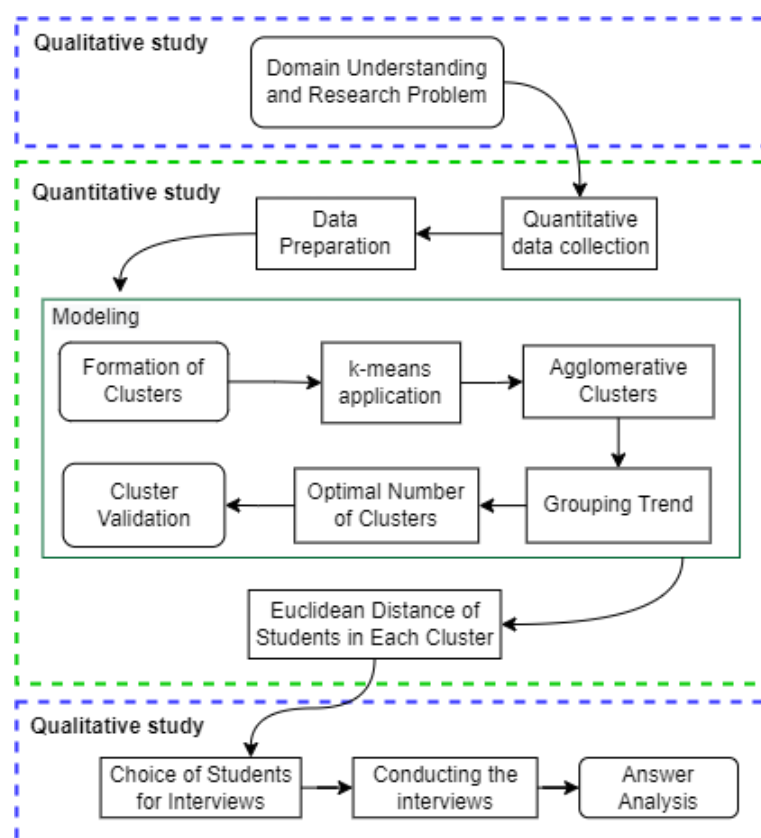 Qualitative study
Domain Understanding
and Research Problem
Quantitative study
Data
Preparation
Quantitative
data collection
Modeling
Formation of
Clusters
k-means
application
Agglomerative
Clusters
Cluster
Validation
Optimal Number
of Clusters
Grouping Trend
Euclidean Distance of
Students in Each Cluster
Qualitative study
Choice of Students
for Interviews
Conducting the
interviews
Answer
Analysis